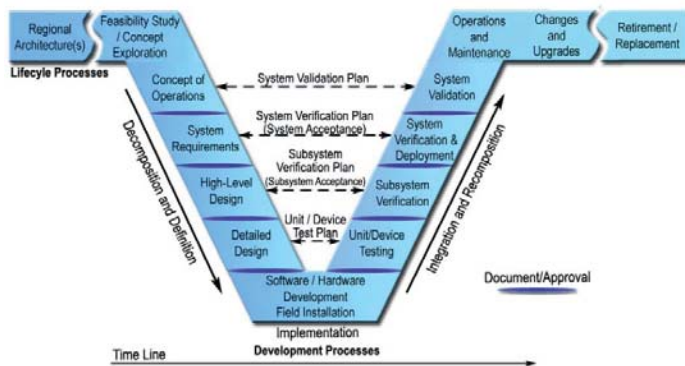 Regional
Architecture(s)
Feasibility Study
/ Concept
Exploration
Operations
and
Maintenance
Changes
and
Upgrades
Retirement /
Replacement
Lifecyle Processes
Concept of
Operations
System Validation Plan
System
Validation
System Verification Plan
(System Acceptance)
System
Requirements
System
Verification &
Deployment
Subsystem
Verification Plan
(Subsystem Acceptance)
High-Level
Design
Subsystem
Verification
Unit / Device
Test Plan
Detailed
Design
Unit/Device
Testing
Decomposition and Definition
Integration and Recomposition
Software / Hardware
Development
Field Installation
Document/Approval
Implementation
Development Processes
Time Line